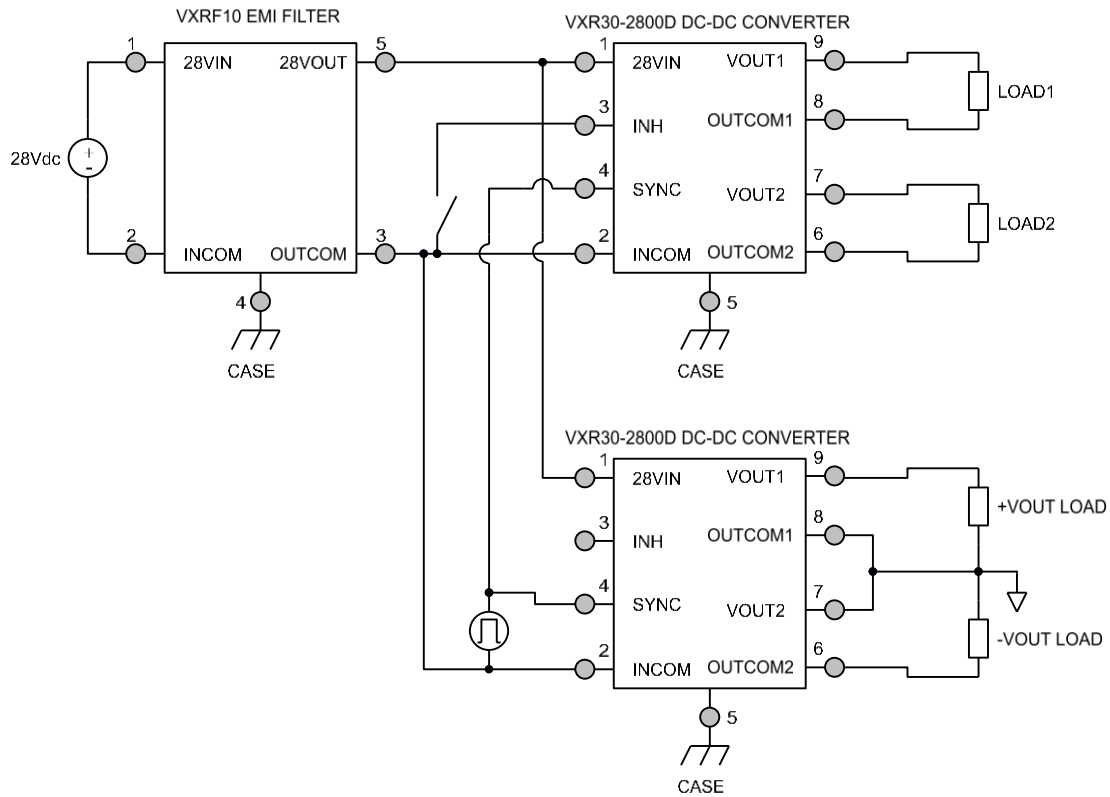 VXRF10 EMI FILTER
1
28VIN
28VOUT
5
28Vdc
+
-
2
INCOM
OUTCOM
3
4
CASE
VXR30-2800D DC-DC CONVERTER
1
28VIN
VOUT1
9
3
INH
OUTCOM1
8
LOAD1
4
SYNC
VOUT2
7
2
INCOM
OUTCOM2
6
LOAD2
5
CASE
VXR30-2800D DC-DC CONVERTER
1
28VIN
VOUT1
9
+VOUT LOAD
3
INH
OUTCOM1
8
4
SYNC
VOUT2
7
2
INCOM
OUTCOM2
6
-VOUT LOAD
5
CASE